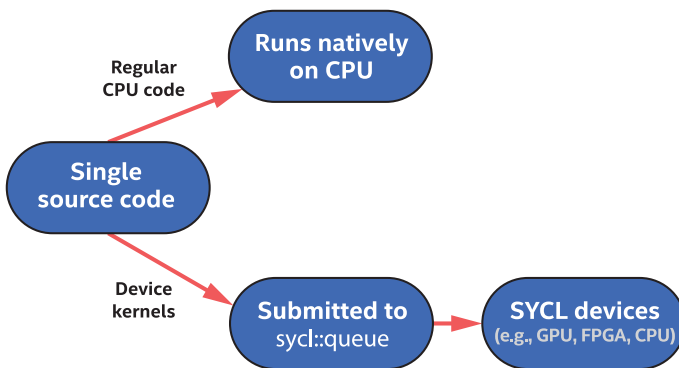 Runs natively
on CPU
Regular
CPU code
Single
source code
Device
kernels
Submitted to
sycl::queue
SYCL devices
(e.g., GPU, FPGA, CPU)